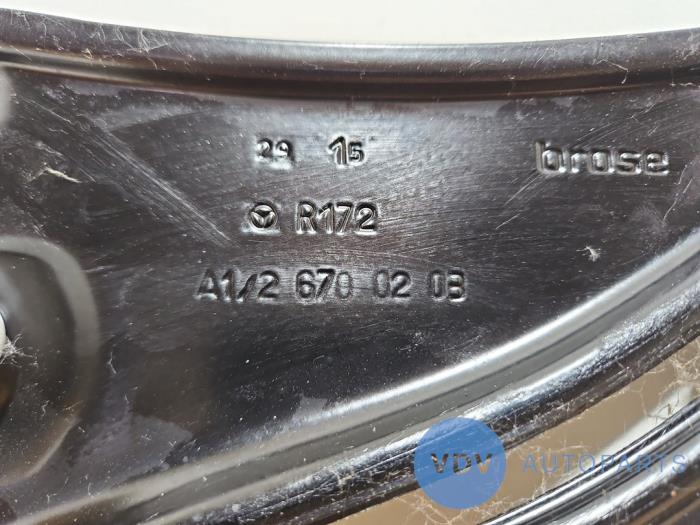 29 15 brose
R172
A172 670 02 03
VDV AUTOPARTS